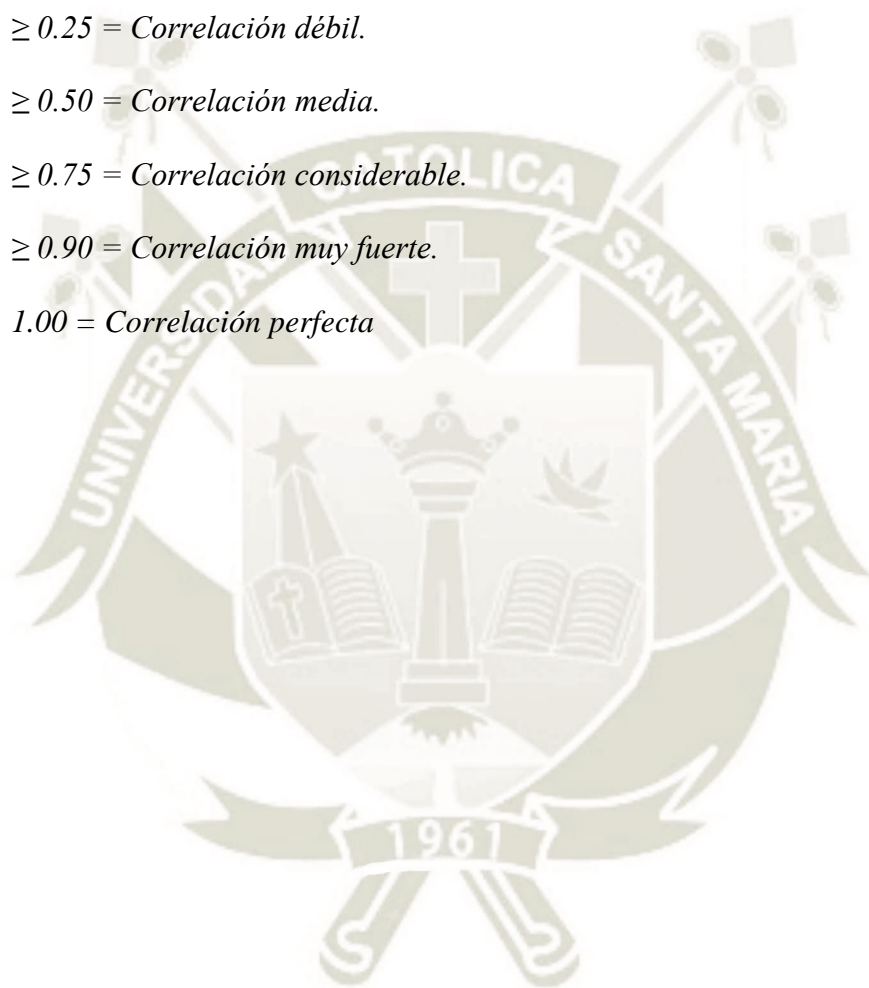 ≥ 0.25 = Correlación débil.
≥ 0.50 = Correlación media.
≥ 0.75 = Correlación considerable.
≥ 0.90 = Correlación muy fuerte.
1.00 = Correlación perfecta
UNIVERSIDAD CATOLICA SANTA MARIA
1961